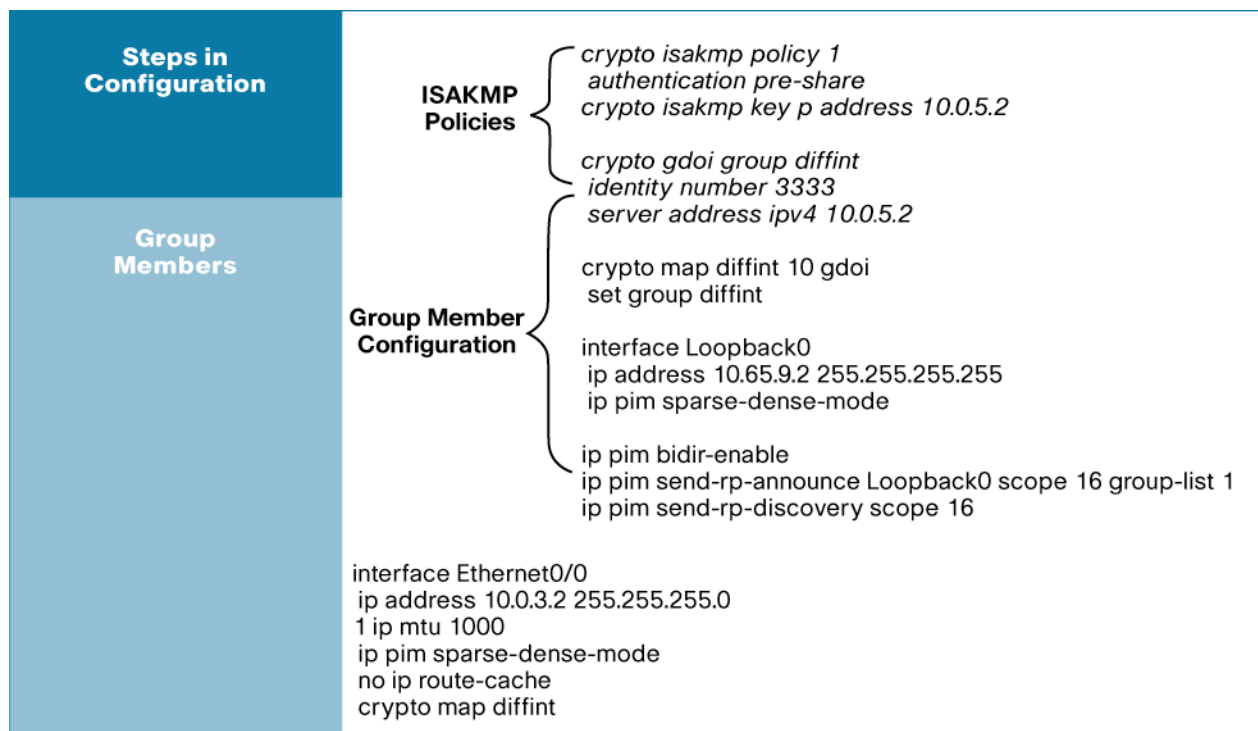 Steps in
Configuration
Group
Members
ISAKMP
Policies
crypto isakmp policy 1
authentication pre-share
crypto isakmp key p address 10.0.5.2
crypto gdoi group diffint
identity number 3333
server address ipv4 10.0.5.2
Group Member
Configuration
crypto map diffint 10 gdoi
set group diffint
interface Loopback0
ip address 10.65.9.2 255.255.255.255
ip pim sparse-dense-mode
ip pim bidir-enable
ip pim send-rp-announce Loopback0 scope 16 group-list 1
ip pim send-rp-discovery scope 16
interface Ethernet0/0
ip address 10.0.3.2 255.255.255.0
1 ip mtu 1000
ip pim sparse-dense-mode
no ip route-cache
crypto map diffint